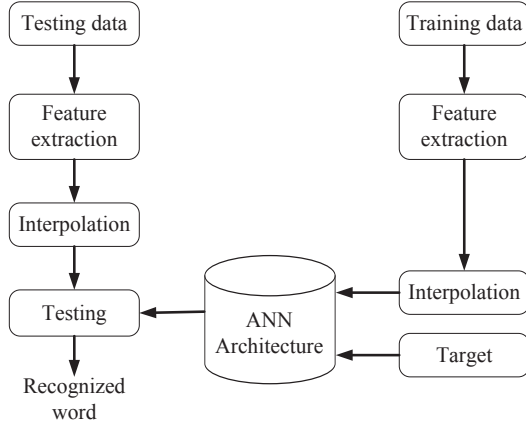 Testing data
Training data
Feature
extraction
Feature
extraction
Interpolation
Interpolation
Testing
ANN
Architecture
Target
Recognized
word